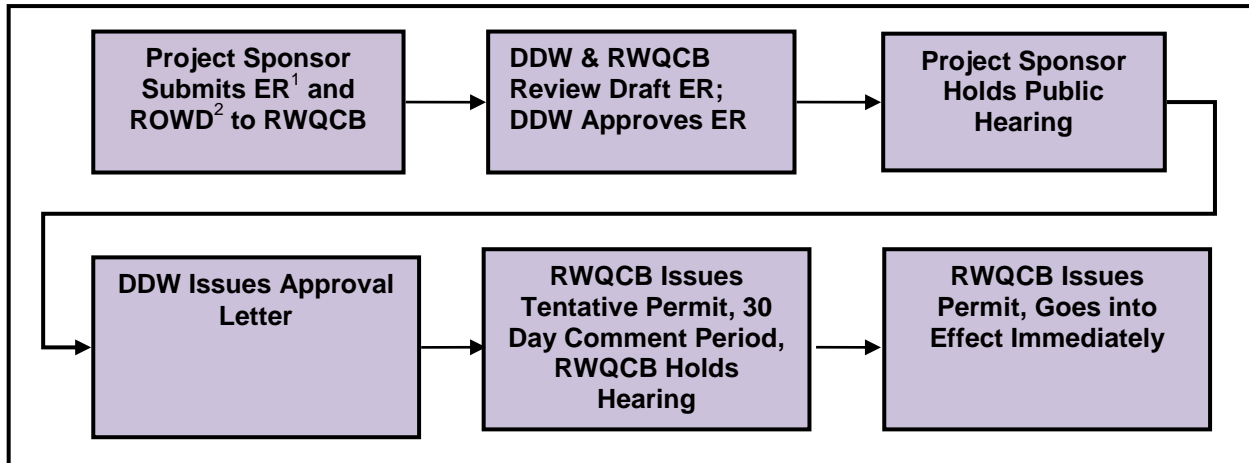 Project Sponsor
Submits ER¹ and
ROWD² to RWQCB
DDW & RWQCB
Review Draft ER;
DDW Approves ER
Project Sponsor
Holds Public
Hearing
DDW Issues Approval
Letter
RWQCB Issues
Tentative Permit, 30
Day Comment Period,
RWQCB Holds
Hearing
RWQCB Issues
Permit, Goes into
Effect Immediately